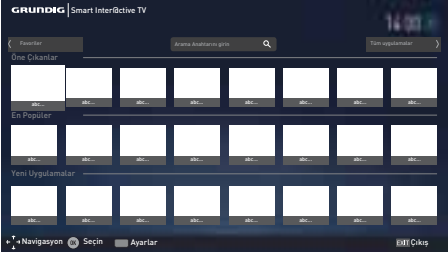 GRUNDIG Smart Inter@ctive TV
14:00
Favoriler
Arama Anahtarını girin
Tüm uygulamalar
Öne Çıkanlar
abc... abc... abc... abc... abc... abc... abc... abc...
En Popüler
abc... abc... abc... abc... abc... abc... abc... abc...
Yeni Uygulamalar
abc... abc... abc... abc... abc... abc... abc... abc...
Navigasyon OK Seçin Ayarlar EXIT Çıkış